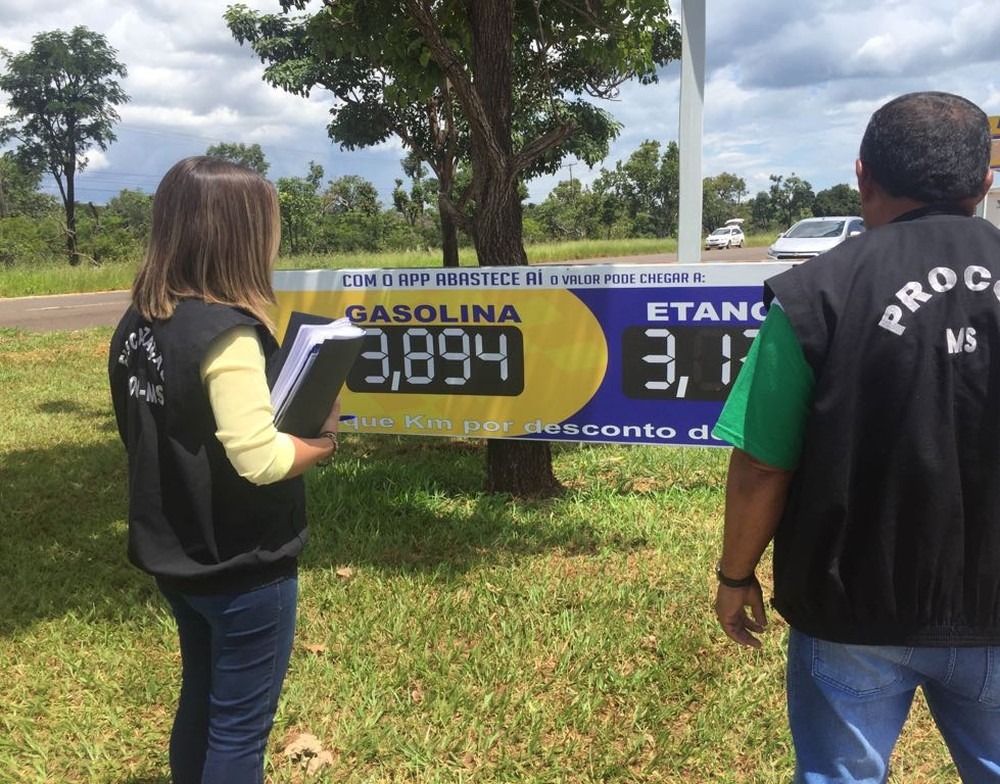 COM O APP ABASTECE AÍ O VALOR PODE CHEGAR A:
GASOLINA ETANO
3,894 3,1
que Km por desconto d
PROC
MS
-MS